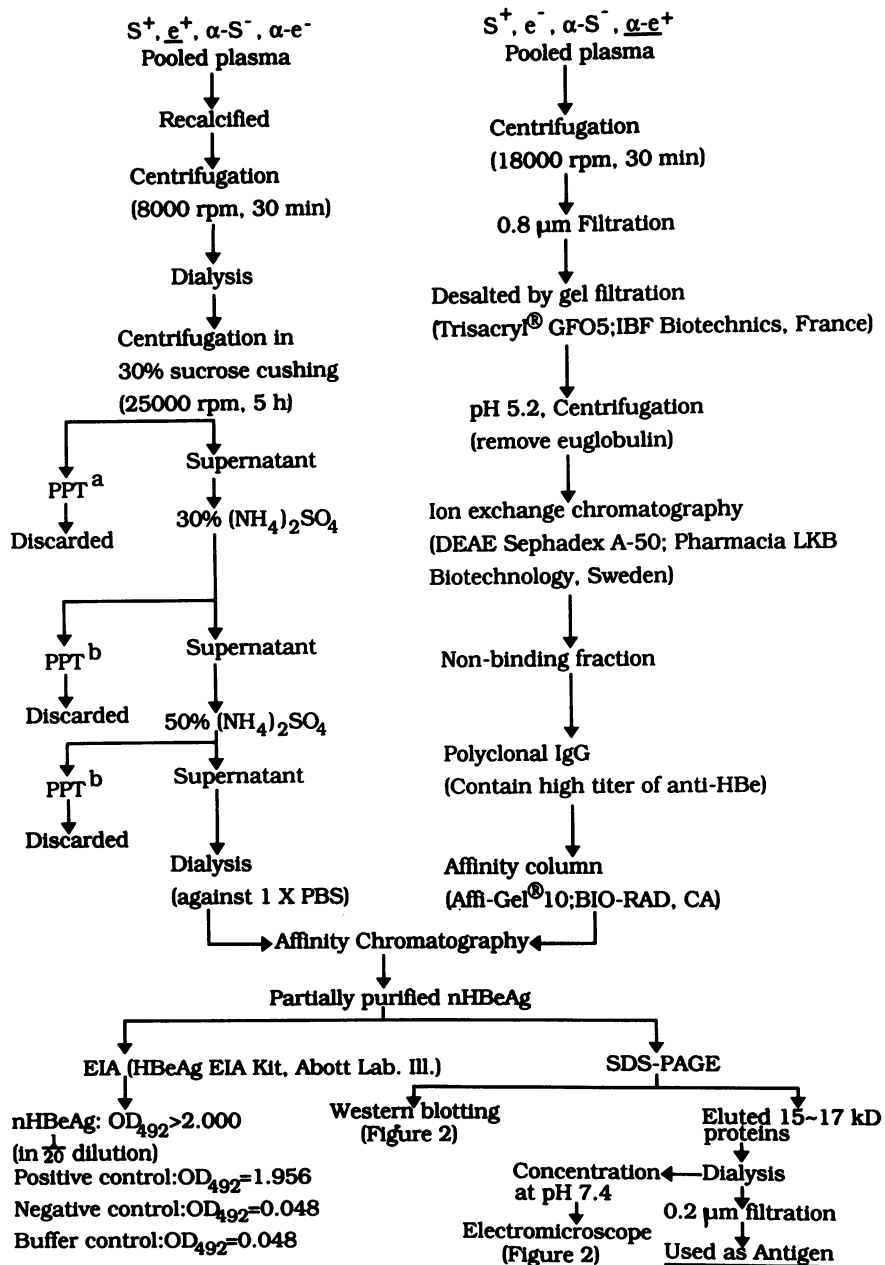 S⁺, e⁺, α-S⁻, α-e⁻
Pooled plasma
Recalcified
Centrifugation
(8000 rpm, 30 min)
Dialysis
Centrifugation in
30% sucrose cushing
(25000 rpm, 5 h)
Supernatant
PPT a
Discarded
30% (NH₄)₂SO₄
Supernatant
PPT b
Discarded
50% (NH₄)₂SO₄
Supernatant
PPT b
Discarded
Dialysis
(against 1 X PBS)
S⁺, e⁻, α-S⁻, α-e⁺
Pooled plasma
Centrifugation
(18000 rpm, 30 min)
0.8 µm Filtration
Desalted by gel filtration
(Trisacryl® GFO5;IBF Biotechnics, France)
pH 5.2, Centrifugation
(remove euglobulin)
Ion exchange chromatography
(DEAE Sephadex A-50; Pharmacia LKB
Biotechnology, Sweden)
Non-binding fraction
Polyclonal IgG
(Contain high titer of anti-HBe)
Affinity column
(Affi-Gel®10;BIO-RAD, CA)
Affinity Chromatography
Partially purified nHBeAg
EIA (HBeAg EIA Kit, Abott Lab. Ill.)
nHBeAg: OD₄₉₂>2.000
(in 1/20 dilution)
Positive control:OD₄₉₂=1.956
Negative control:OD₄₉₂=0.048
Buffer control:OD₄₉₂=0.048
SDS-PAGE
Western blotting
(Figure 2)
Eluted 15~17 kD
proteins
Dialysis
Concentration
at pH 7.4
Electromicroscope
(Figure 2)
0.2 µm filtration
Used as Antigen